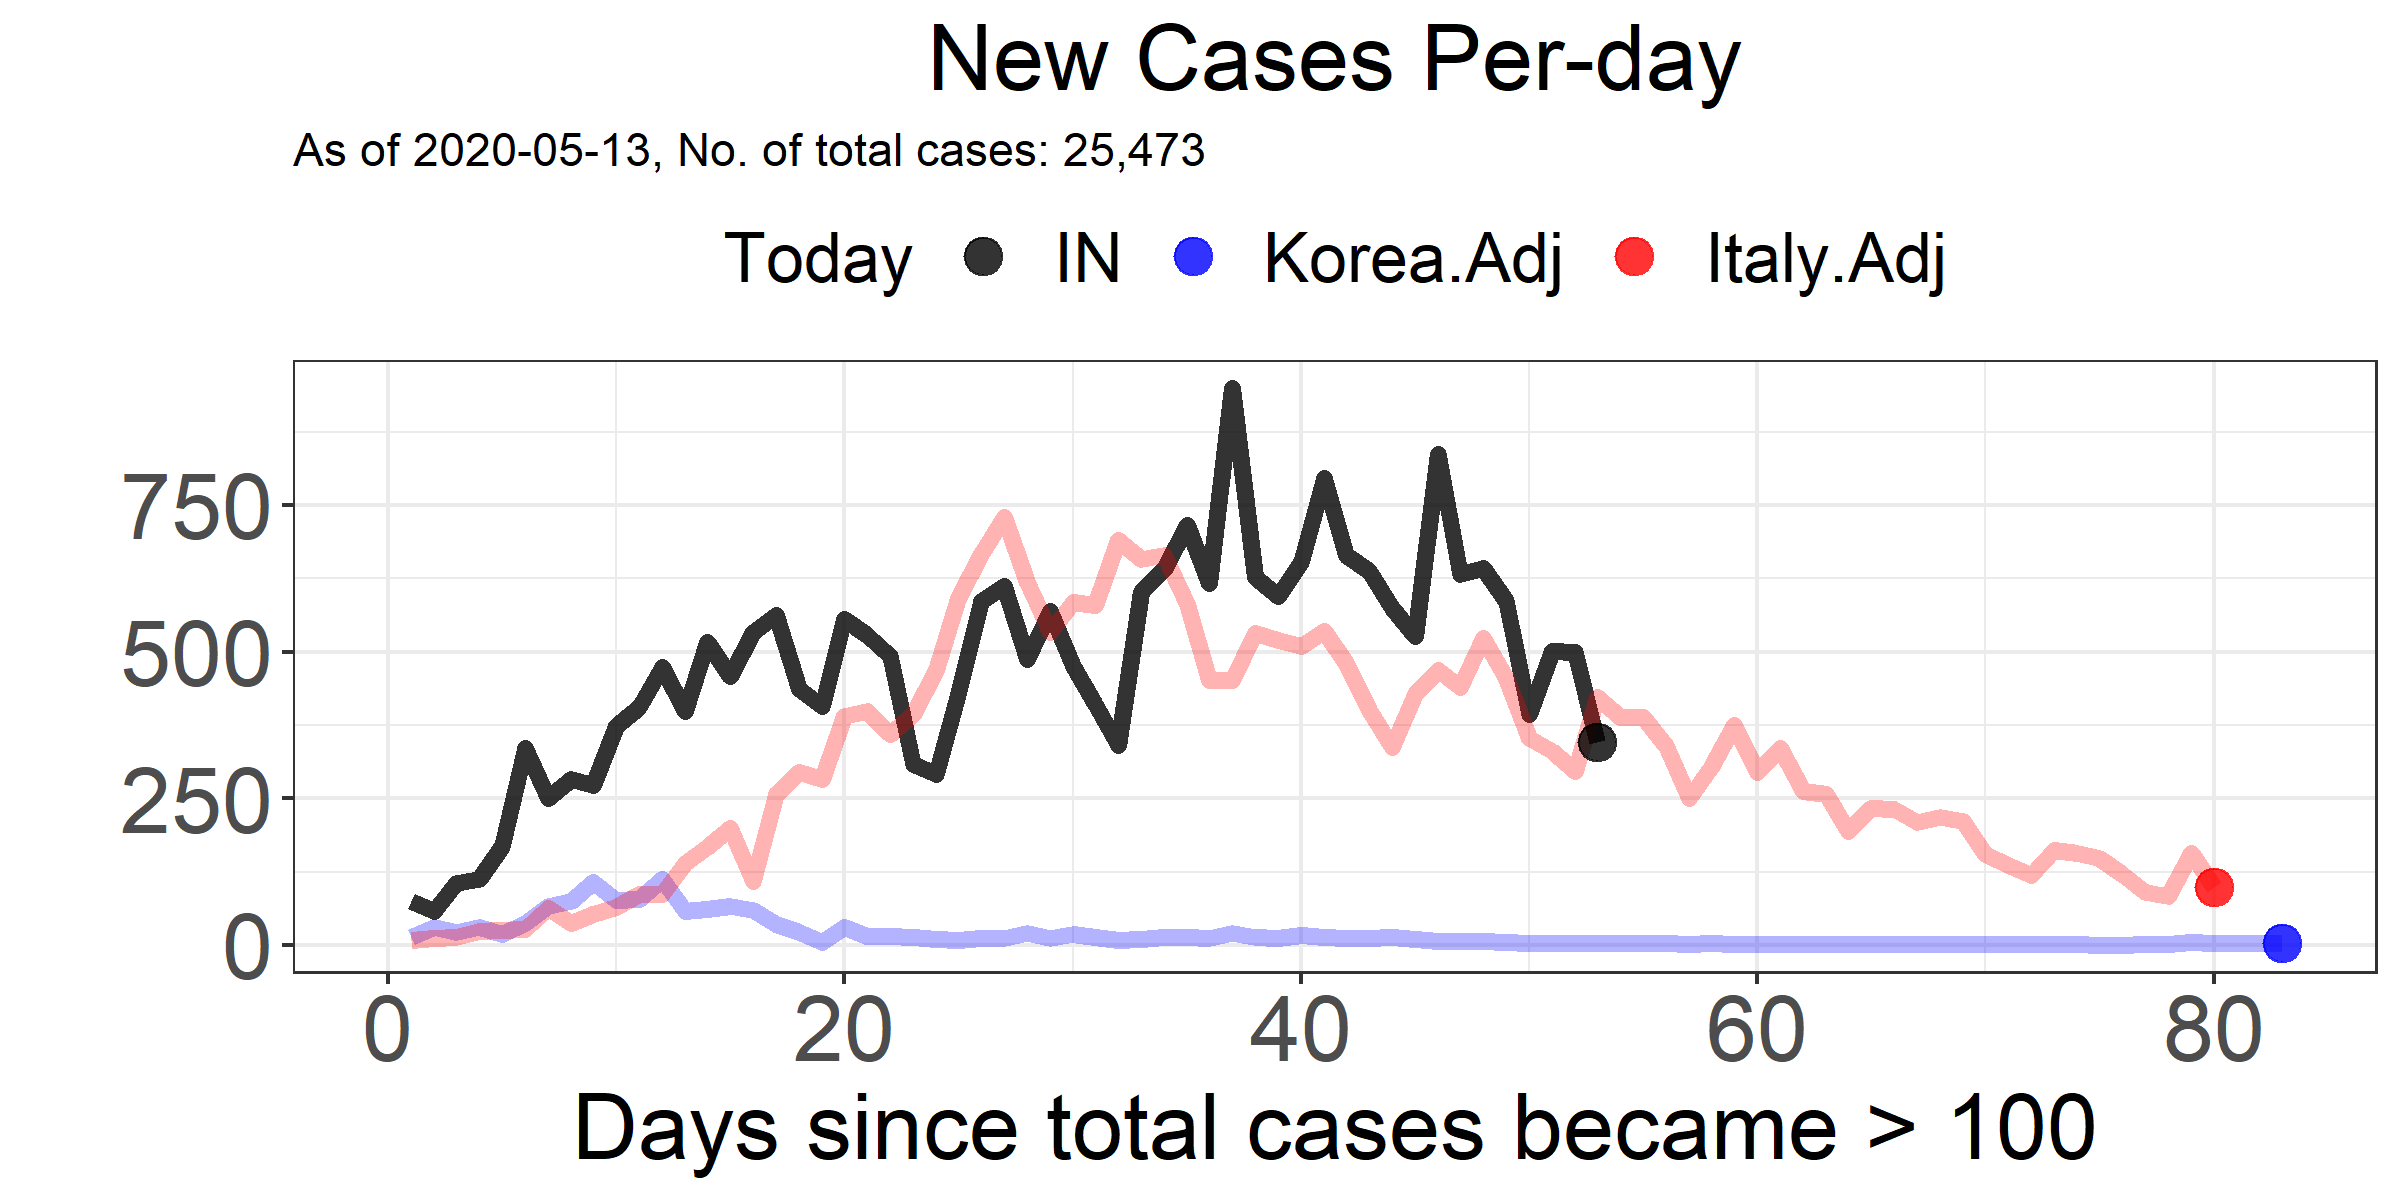 New Cases Per-day
As of 2020-05-13, No. of total cases: 25,473
Today IN Korea.Adj Italy.Adj
750
500
250
0
0 20 40 60 80
Days since total cases became > 100